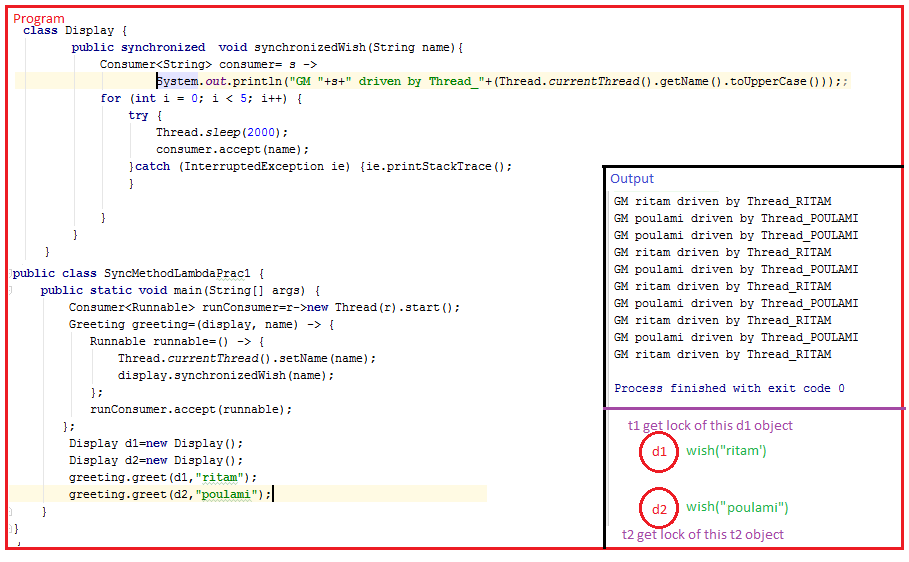 Program
class Display {
public synchronized  void synchronizedWish(String name){
Consumer<String> consumer= s ->
System.out.println("GM "+s+" driven by Thread_"+(Thread.currentThread().getName().toUpperCase()));;
for (int i = 0; i < 5; i++) {
try {
Thread.sleep(2000);
consumer.accept(name);
}catch (InterruptedException ie) {ie.printStackTrace();
}
}
}
}
public class SyncMethodLambdaPrac1 {
public static void main(String[] args) {
Consumer<Runnable> runConsumer=r->new Thread(r).start();
Greeting greeting=(display, name) -> {
Runnable runnable=() -> {
Thread.currentThread().setName(name);
display.synchronizedWish(name);
};
runConsumer.accept(runnable);
};
Display d1=new Display();
Display d2=new Display();
greeting.greet(d1,"ritam");
greeting.greet(d2,"poulami");
}
}
Output
GM ritam driven by Thread_RITAM
GM poulami driven by Thread_POULAMI
GM poulami driven by Thread_POULAMI
GM ritam driven by Thread_RITAM
GM poulami driven by Thread_POULAMI
GM ritam driven by Thread_RITAM
GM poulami driven by Thread_POULAMI
GM ritam driven by Thread_RITAM
GM poulami driven by Thread_POULAMI
GM ritam driven by Thread_RITAM
Process finished with exit code 0
t1 get lock of this d1 object
d1 wish("ritam')
d2 wish("poulami")
t2 get lock of this t2 object